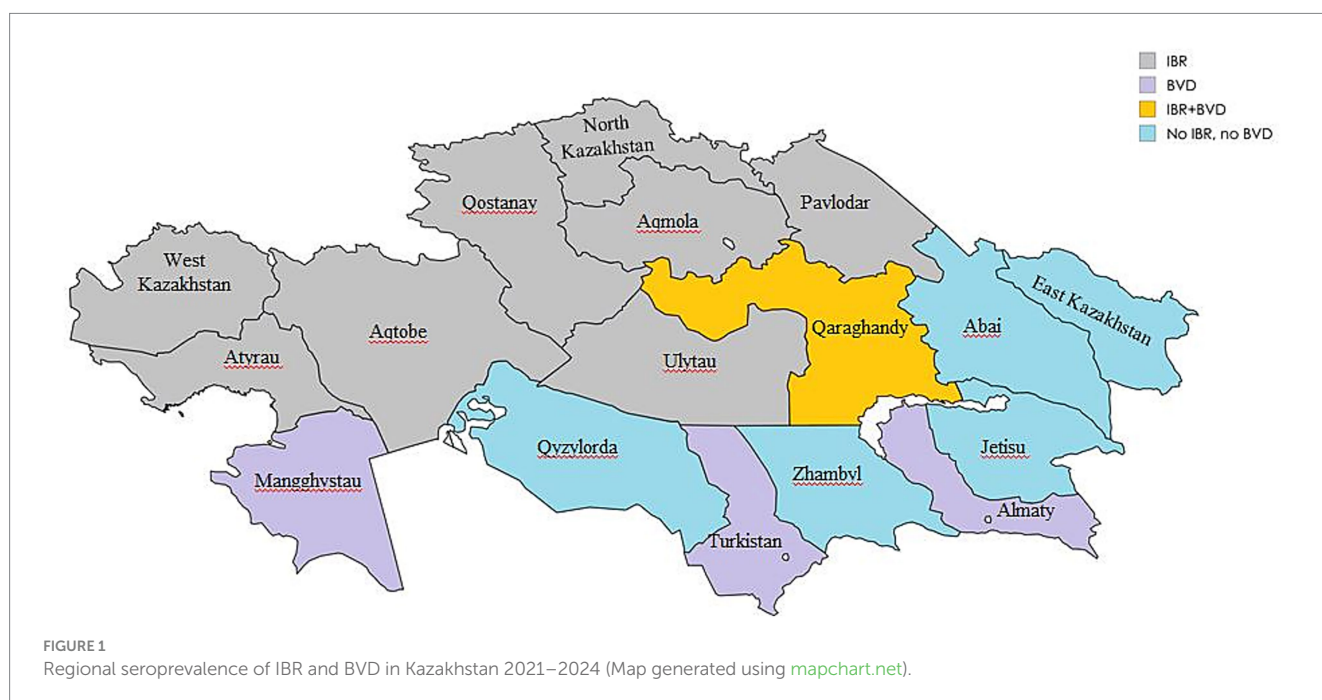 IBR
BVD
IBR+BVD
No IBR, no BVD
North
Kazakhstan
Qostanay
Aqmola
Pavlodar
West
Kazakhstan
Aqtobe
Atyrau
Ulytau
Qaraghandy
Abai
East Kazakhstan
Mangghystau
Qyzylorda
Zhambyl
Jetisu
Almaty
Turkistan
FIGURE 1
Regional seroprevalence of IBR and BVD in Kazakhstan 2021–2024 (Map generated using mapchart.net).